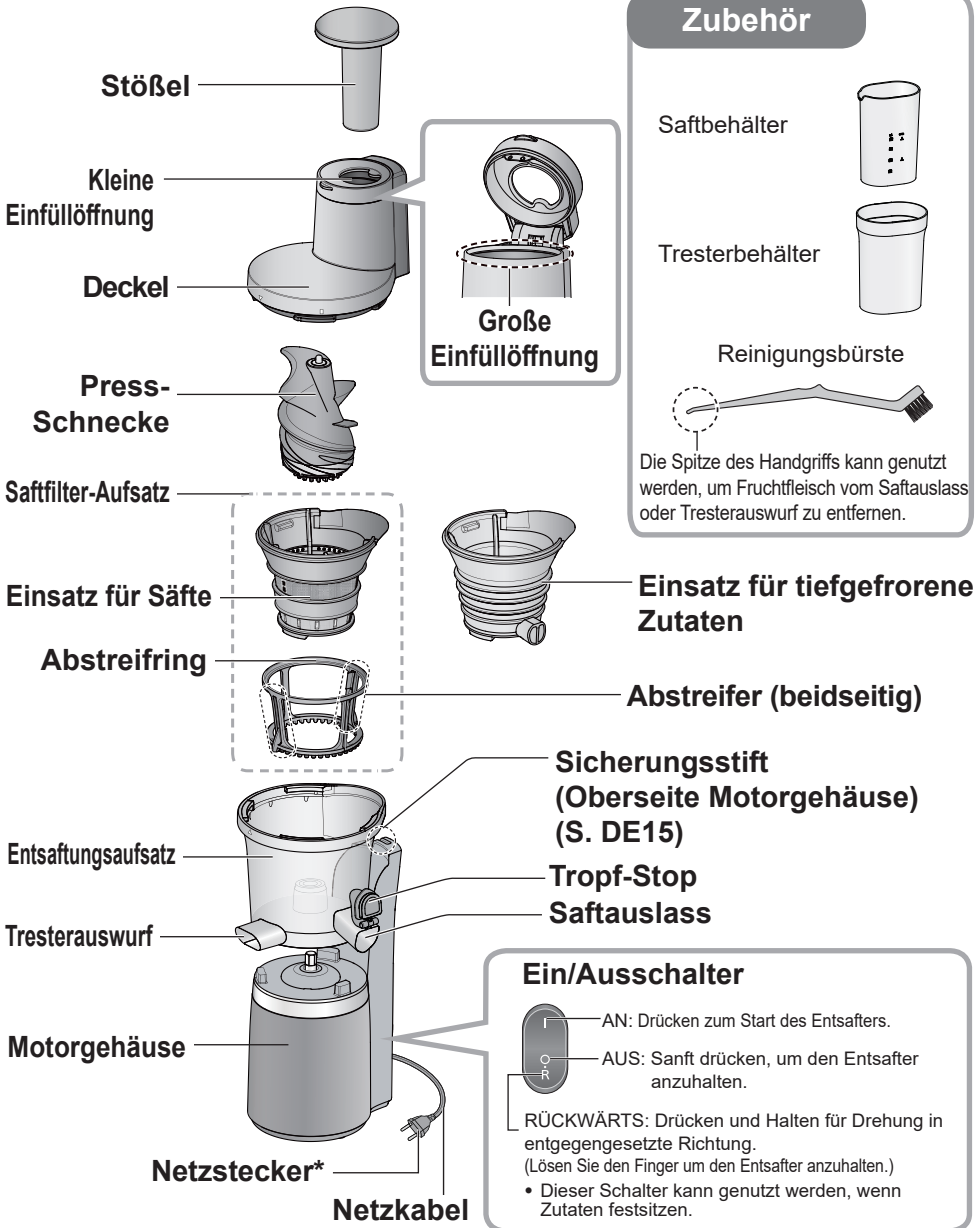 Zubehör
Stößel
Saftbehälter
Kleine
Einfüllöffnung
Tresterbehälter
Deckel
Große
Einfüllöffnung
Reinigungsbürste
Press-
Schnecke
Die Spitze des Handgriffs kann genutzt
werden, um Fruchtfleisch vom Saftauslass
oder Tresterauswurf zu entfernen.
Saftfilter-Aufsatz
Einsatz für Säfte
Einsatz für tiefgefrorene
Zutaten
Abstreifring
Abstreifer (beidseitig)
Sicherungsstift
(Oberseite Motorgehäuse)
(S. DE15)
Entsaftungsaufsatz
Tropf-Stop
Saftauslass
Tresterauswurf
Motorgehäuse
Ein/Ausschalter
AN: Drücken zum Start des Entsafters.
AUS: Sanft drücken, um den Entsafter
anzuhalten.
R
RÜCKWÄRTS: Drücken und Halten für Drehung in
entgegengesetzte Richtung.
(Lösen Sie den Finger um den Entsafter anzuhalten.)
• Dieser Schalter kann genutzt werden, wenn
Zutaten festsitzen.
Netzstecker*
Netzkabel